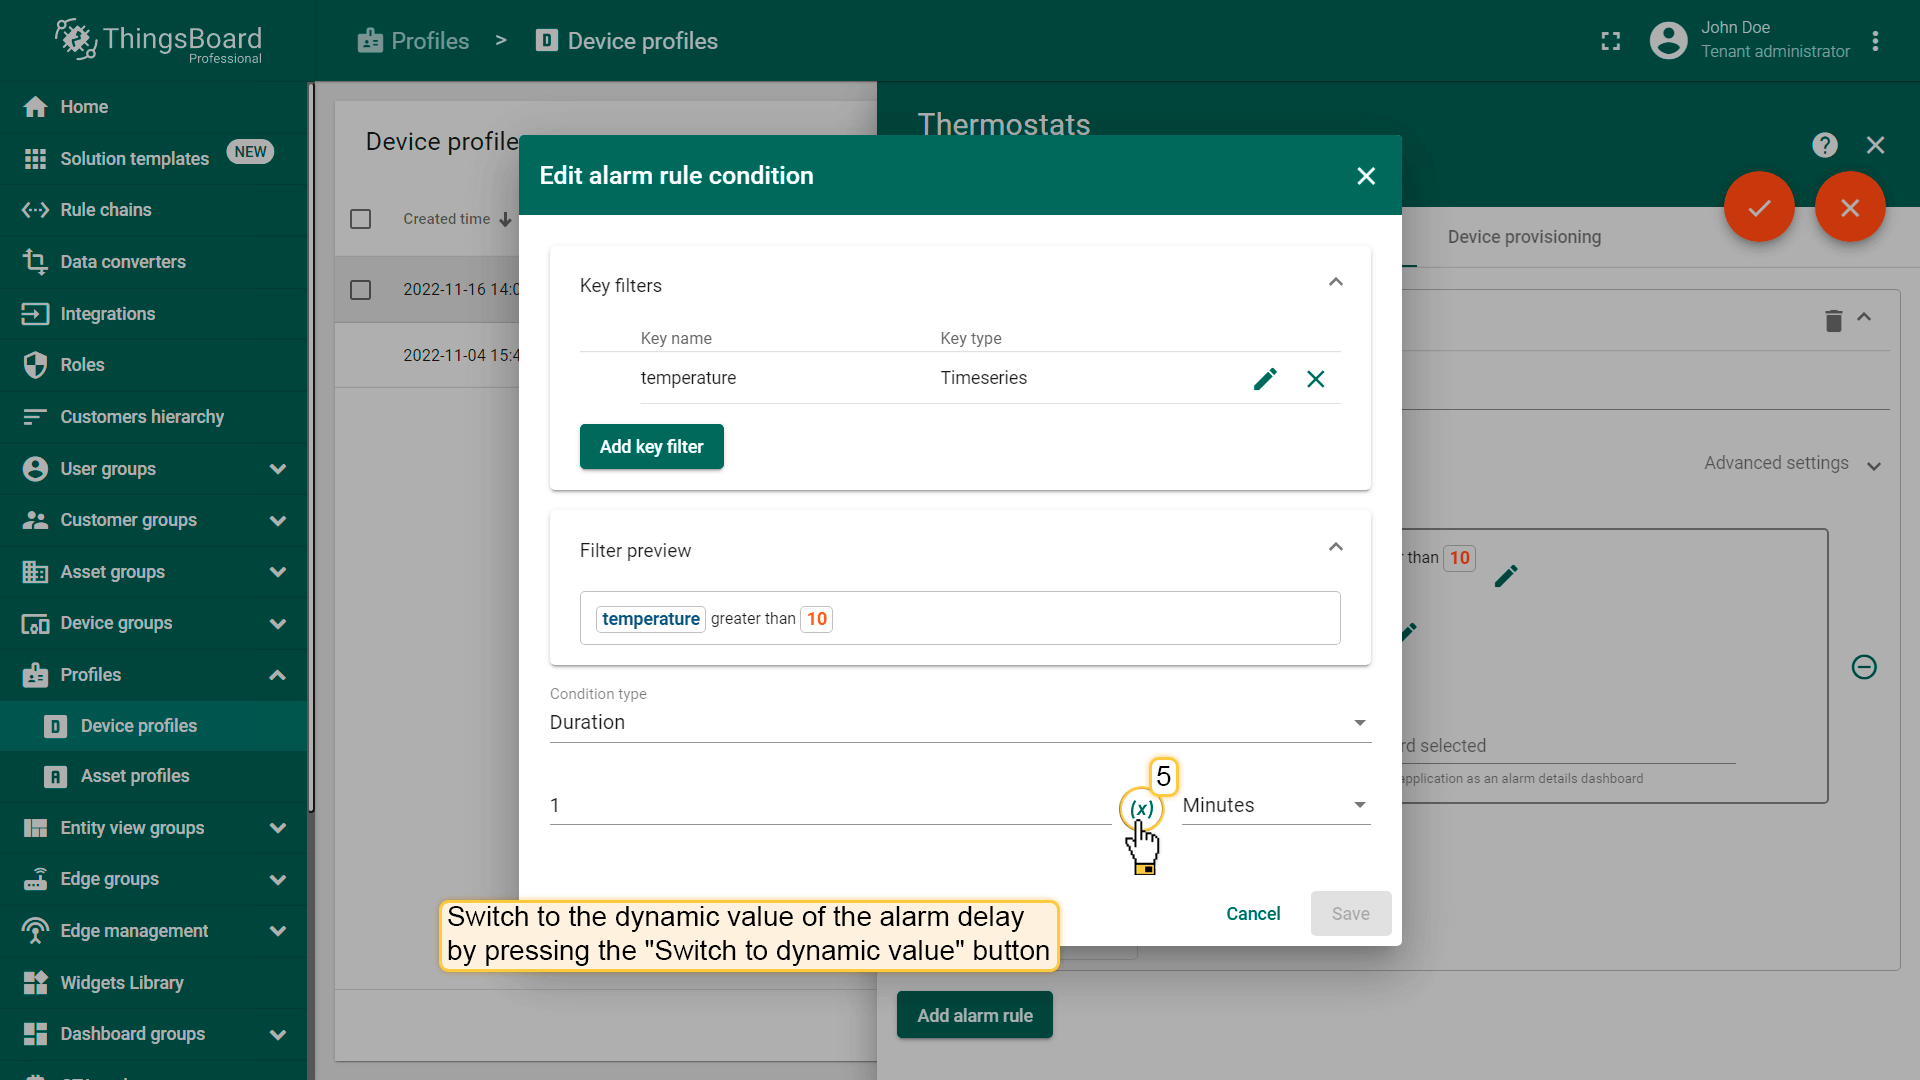 ThingsBoard
Professional
Profiles > Device profiles
John Doe
Tenant administrator
Home
Solution templates NEW
Rule chains
Data converters
Integrations
Roles
Customers hierarchy
User groups
Customer groups
Asset groups
Device groups
Profiles
Device profiles
Asset profiles
Entity view groups
Edge groups
Edge management
Widgets Library
Dashboard groups
Device profile
Created time
2022-11-16 14:0
2022-11-04 15:4
Thermostats
Device provisioning
Advanced settings
than 10
rd selected
application as an alarm details dashboard
Add alarm rule
Edit alarm rule condition
Key filters
Key name Key type
temperature Timeseries
Add key filter
Filter preview
temperature greater than 10
Condition type
Duration
5
1 (x) Minutes
Cancel Save
Switch to the dynamic value of the alarm delay
by pressing the "Switch to dynamic value" button